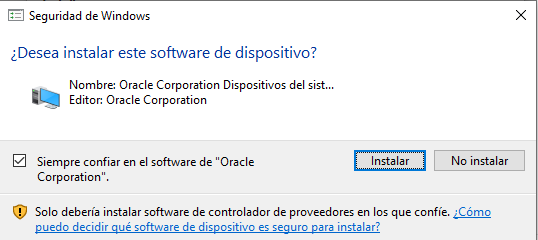 Seguridad de Windows
¿Desea instalar este software de dispositivo?
Nombre: Oracle Corporation Dispositivos del sist...
Editor: Oracle Corporation
Siempre confiar en el software de "Oracle
Corporation".
Instalar
No instalar
Solo debería instalar software de controlador de proveedores en los que confíe. ¿Cómo
puedo decidir qué software de dispositivo es seguro para instalar?